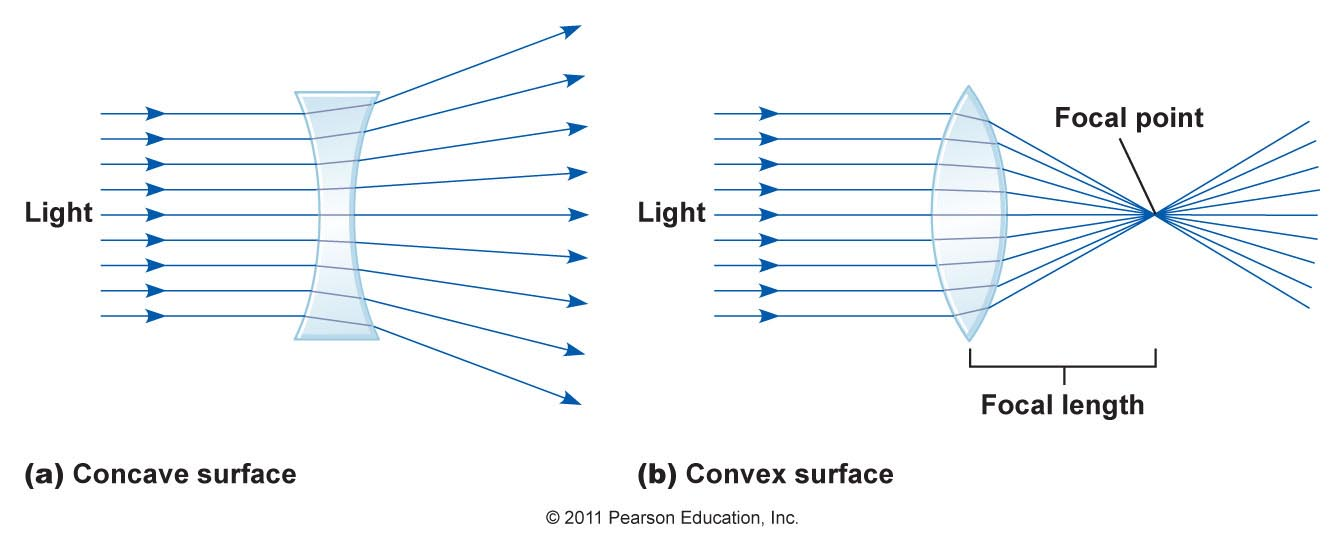 Light
Light
Focal point
Focal length
(a) Concave surface
(b) Convex surface
© 2011 Pearson Education, Inc.